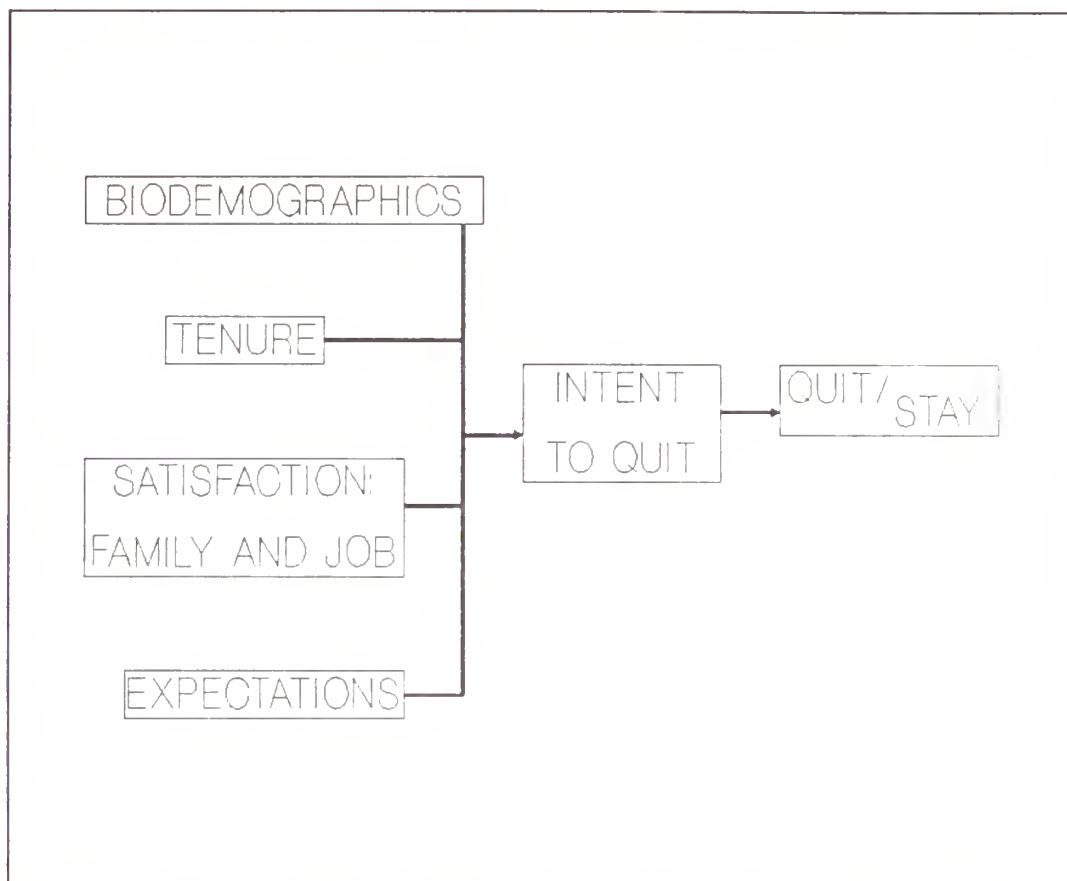 BIODEMOGRAPHICS
TENURE
SATISFACTION:
FAMILY AND JOB
EXPECTATIONS
INTENT
TO QUIT
QUIT/
STAY